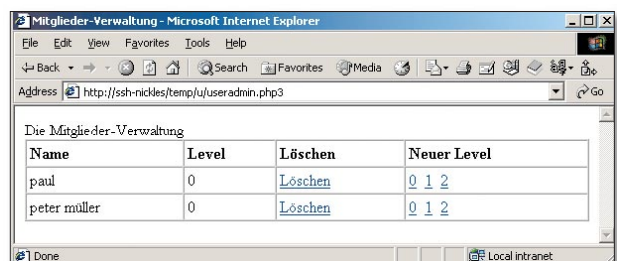 Mitglieder-Verwaltung - Microsoft Internet Explorer
File Edit View Favorites Tools Help
Back Search Favorites Media
Address http://ssh-nickles/temp/u/useradmin.php3 Go
Die Mitglieder-Verwaltung
Name Level Löschen Neuer Level
paul 0 Löschen 0 1 2
peter müller 0 Löschen 0 1 2
Done Local intranet